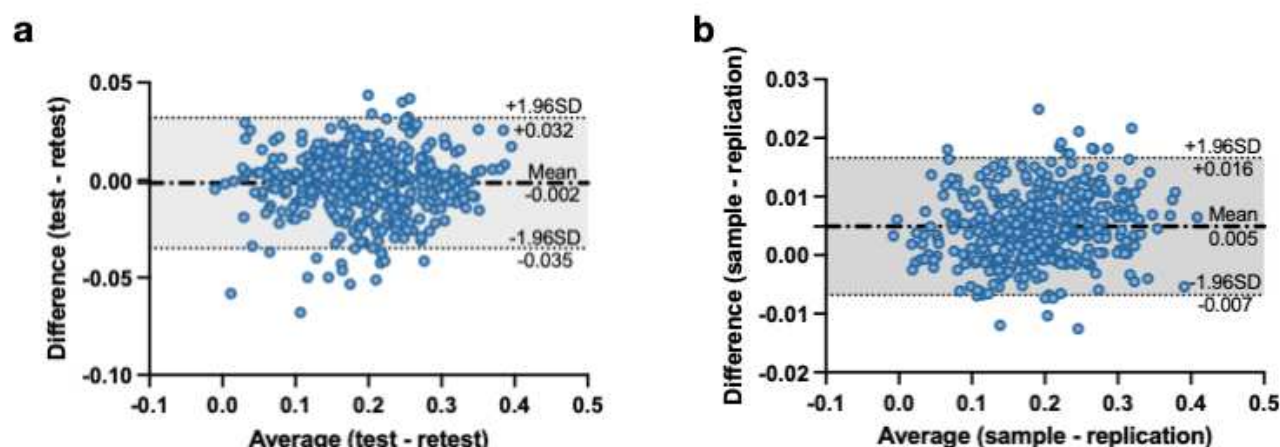 a
Difference (test - retest)
0.05
0.00
-0.05
-0.10
+1.96SD
+0.032
Mean
-0.002
-1.96SD
-0.035
-0.1 0.0 0.1 0.2 0.3 0.4 0.5
Average (test - retest)
b
Difference (sample - replication)
0.03
0.02
0.01
0.00
-0.01
-0.02
+1.96SD
+0.016
Mean
0.005
-1.96SD
-0.007
-0.1 0.0 0.1 0.2 0.3 0.4 0.5
Average (sample - replication)